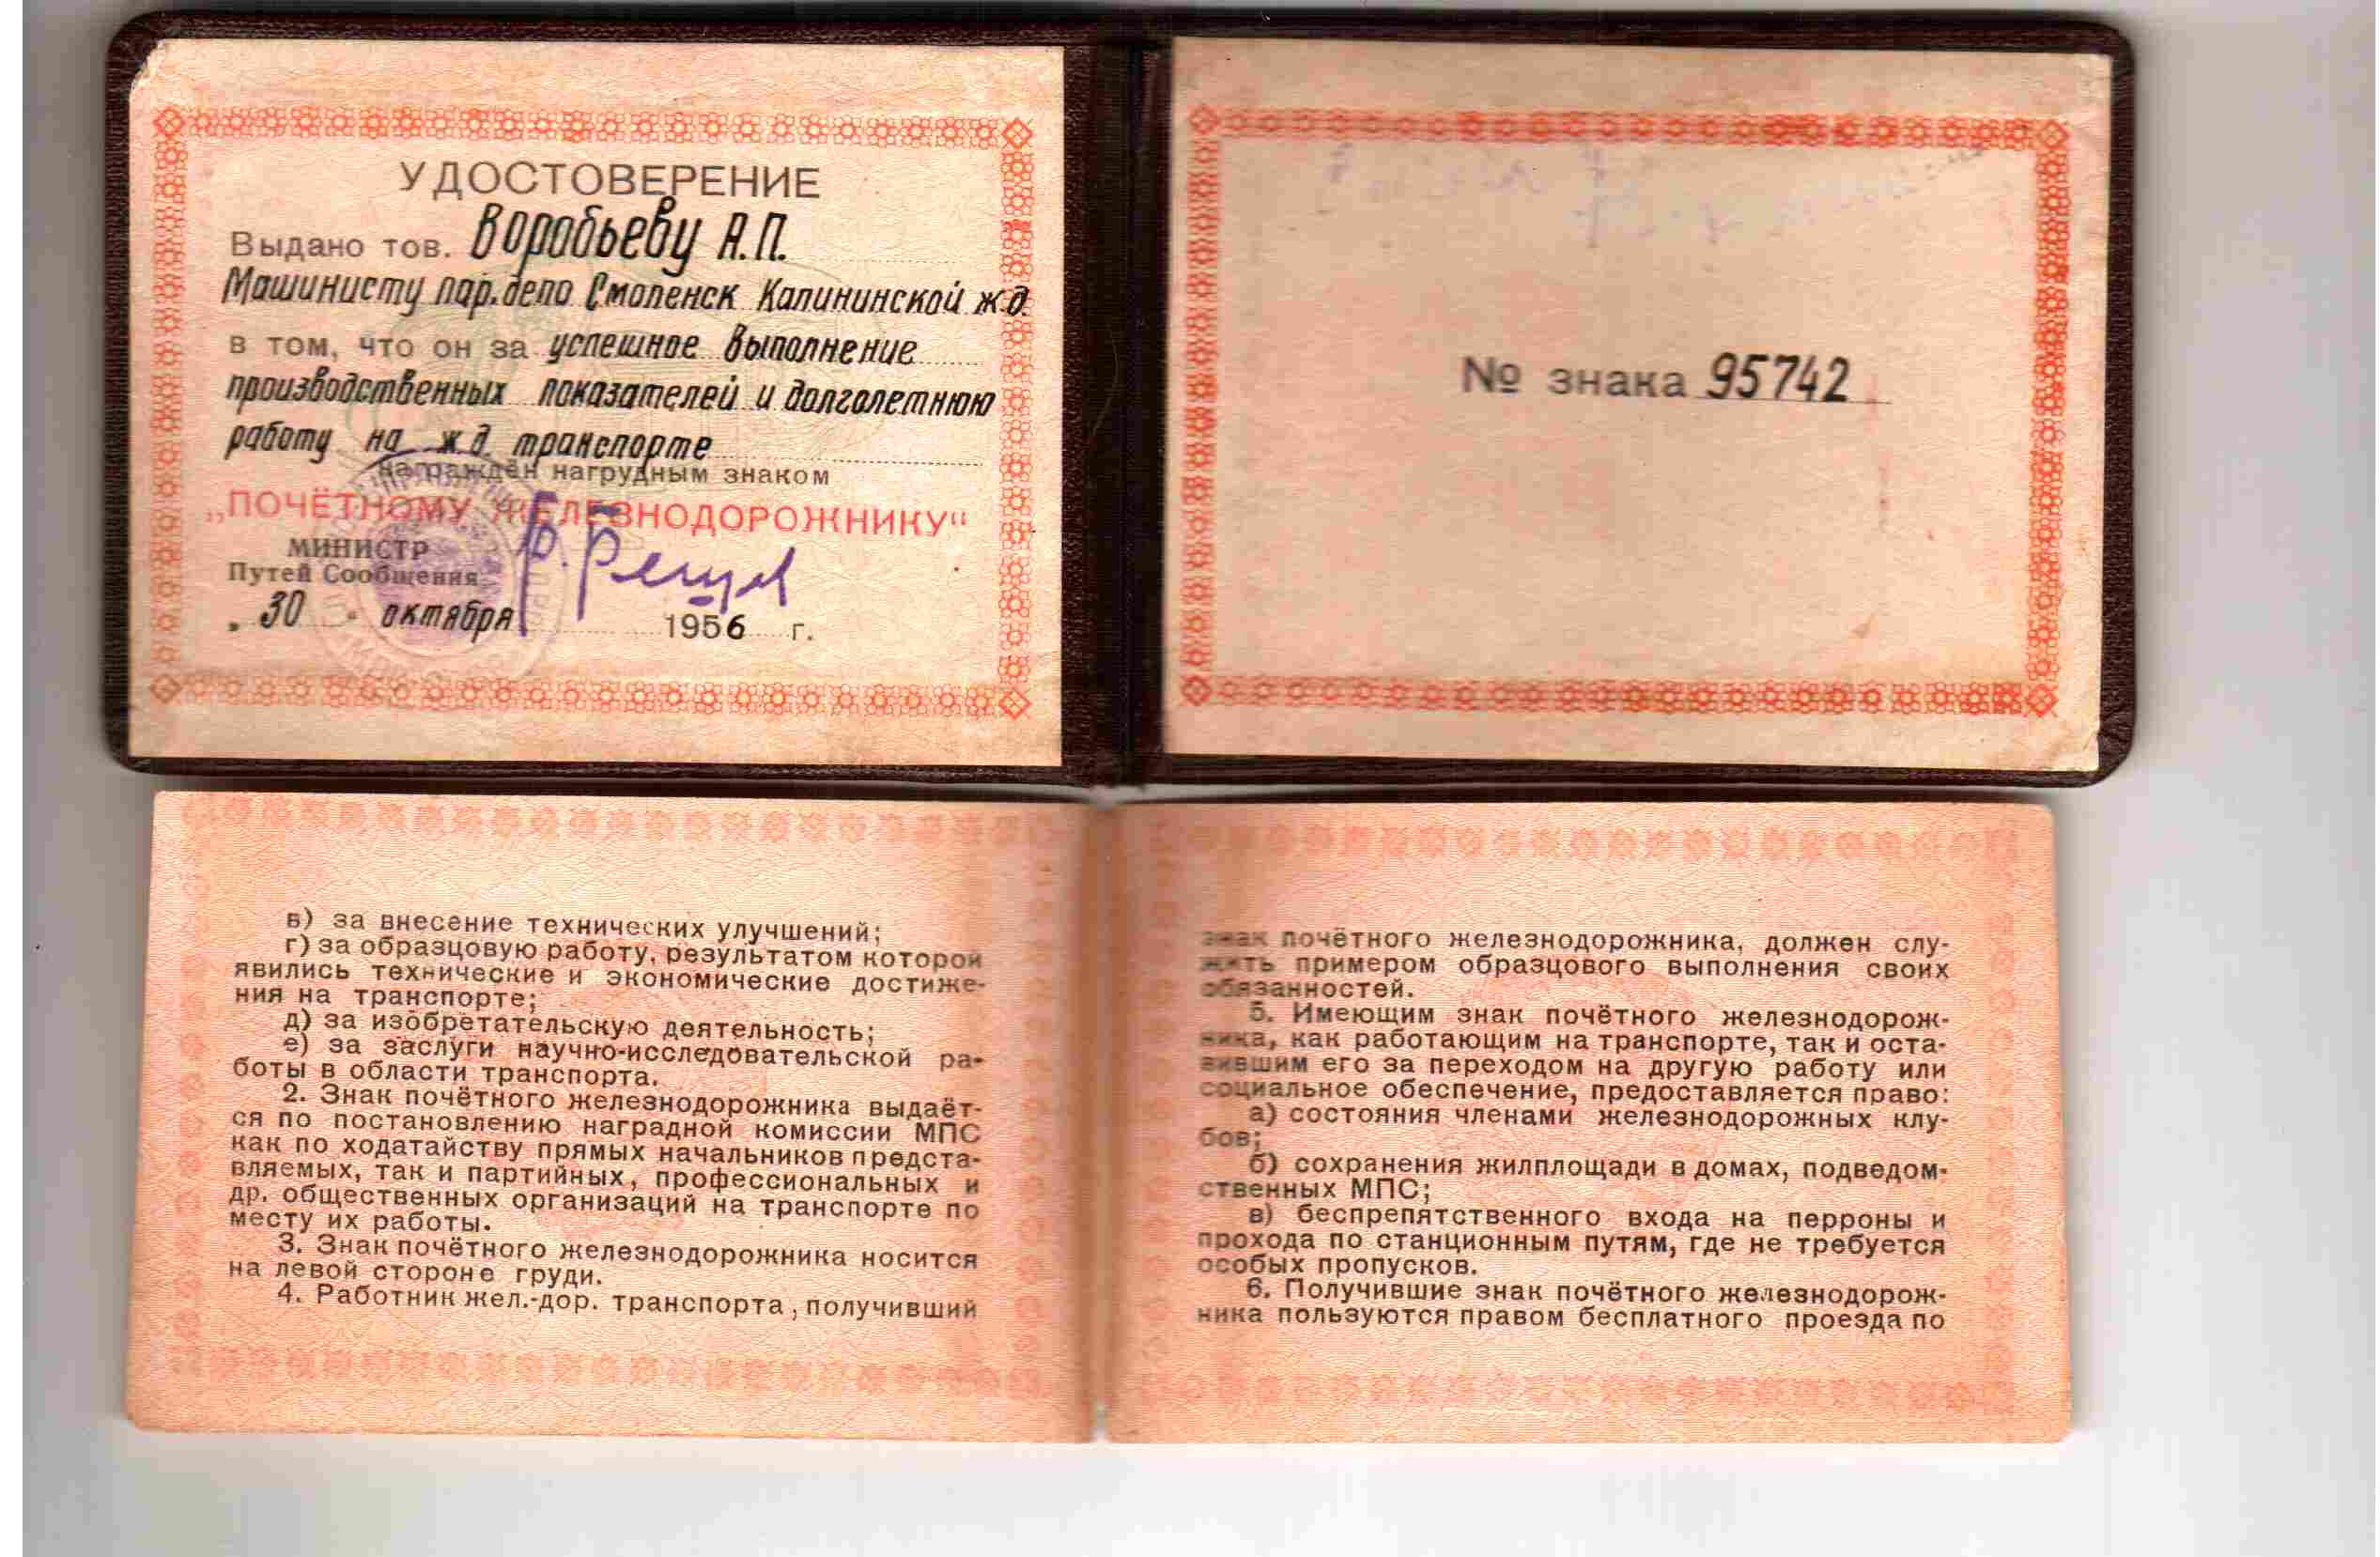 УДОСТОВЕРЕНИЕ
Выдано тов. Воробьеву А.П.
Машинисту пар. депо Смоленск Калининской ж.д.
в том, что он за успешное выполнение
производственных показателей и долголетнюю
работу на ж.д. транспорте
награждён нагрудным знаком
„ПОЧЁТНОМУ ЖЕЛЕЗНОДОРОЖНИКУ“
МИНИСТР
Путей Сообщения
„30 " октября 1956 г.
№ знака 95742
в) за внесение технических улучшений;
г) за образцовую работу, результатом которой
явились технические и экономические достиже-
ния на транспорте;
д) за изобретательскую деятельность;
е) за заслуги научно-исследовательской ра-
боты в области транспорта.
2. Знак почётного железнодорожника выдаёт-
ся по постановлению наградной комиссии МПС
как по ходатайству прямых начальников предста-
вляемых, так и партийных, профессиональных и
др. общественных организаций на транспорте по
месту их работы.
3. Знак почётного железнодорожника носится
на левой стороне груди.
4. Работник жел.-дор. транспорта, получивший
знак почётного железнодорожника, должен слу-
жить примером образцового выполнения своих
обязанностей.
5. Имеющим знак почётного железнодорож-
ника, как работающим на транспорте, так и оста-
вившим его за переходом на другую работу или
социальное обеспечение, предоставляется право:
а) состояния членами железнодорожных клу-
бов;
б) сохранения жилплощади в домах, подведом-
ственных МПС;
в) беспрепятственного входа на перроны и
прохода по станционным путям, где не требуется
особых пропусков.
6. Получившие знак почётного железнодорож-
ника пользуются правом бесплатного проезда по